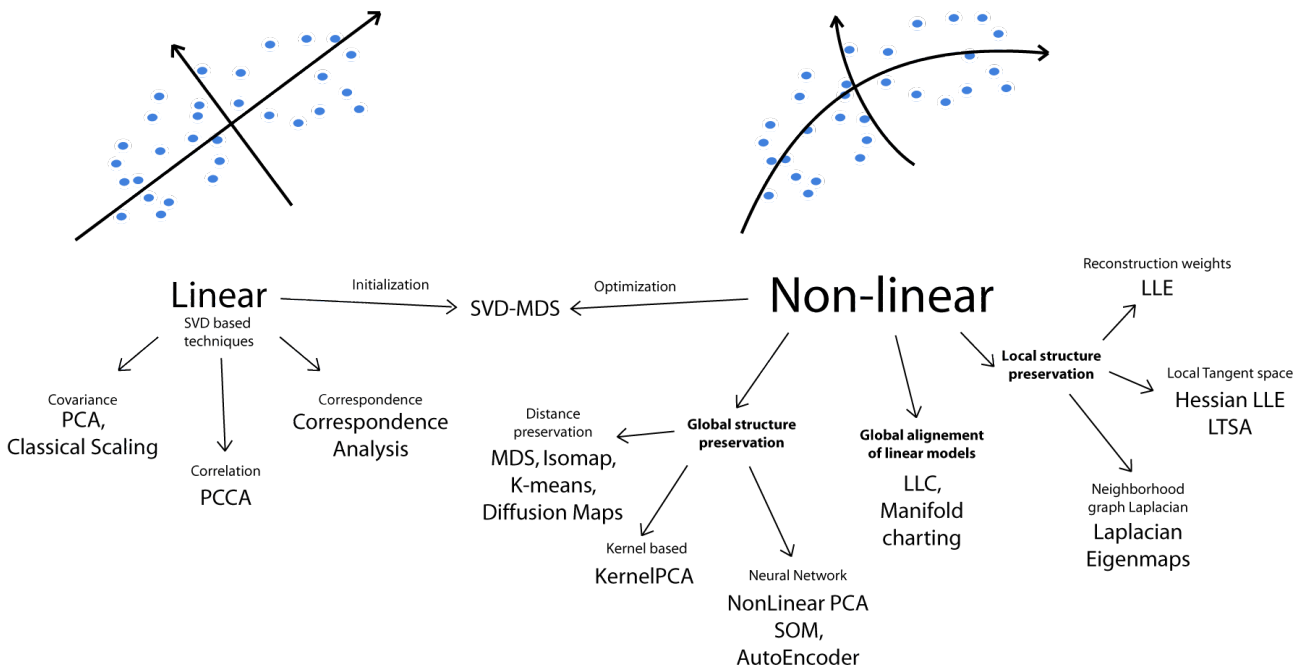 Linear
SVD based
techniques
Initialization
SVD-MDS
Optimization
Non-linear
Covariance
PCA,
Classical Scaling
Correlation
PCCA
Correspondence
Correspondence
Analysis
Global structure
preservation
Distance
preservation
MDS, Isomap,
K-means,
Diffusion Maps
Kernel based
KernelPCA
Neural Network
NonLinear PCA
SOM,
AutoEncoder
Global alignement
of linear models
LLC,
Manifold
charting
Local structure
preservation
Reconstruction weights
LLE
Local Tangent space
Hessian LLE
LTSA
Neighborhood
graph Laplacian
Laplacian
Eigenmaps